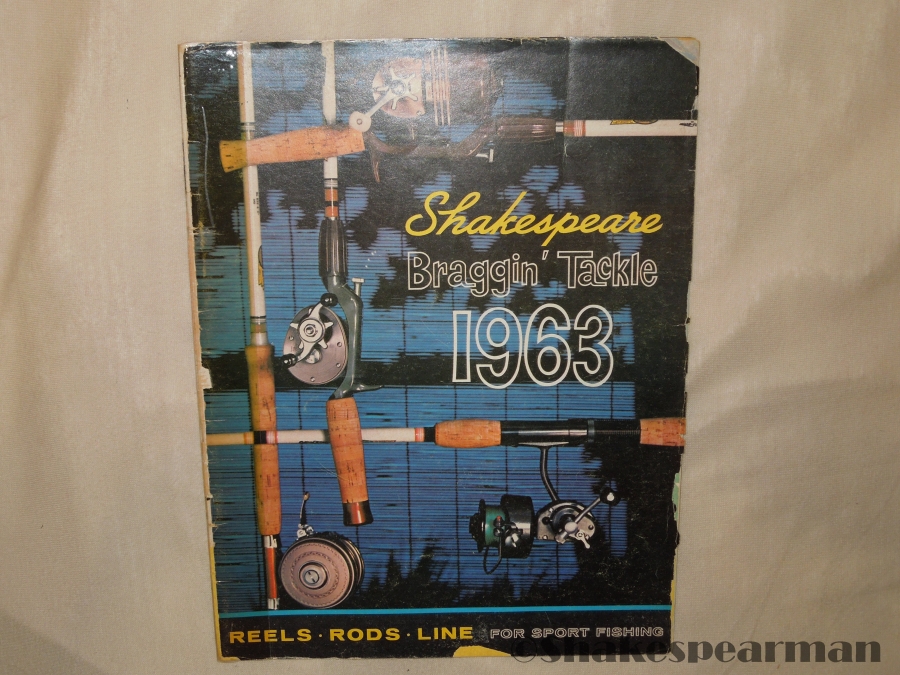 Shakespeare
Braggin' Tackle
1963
REELS · RODS · LINE FOR SPORT FISHING
©Shakespearman